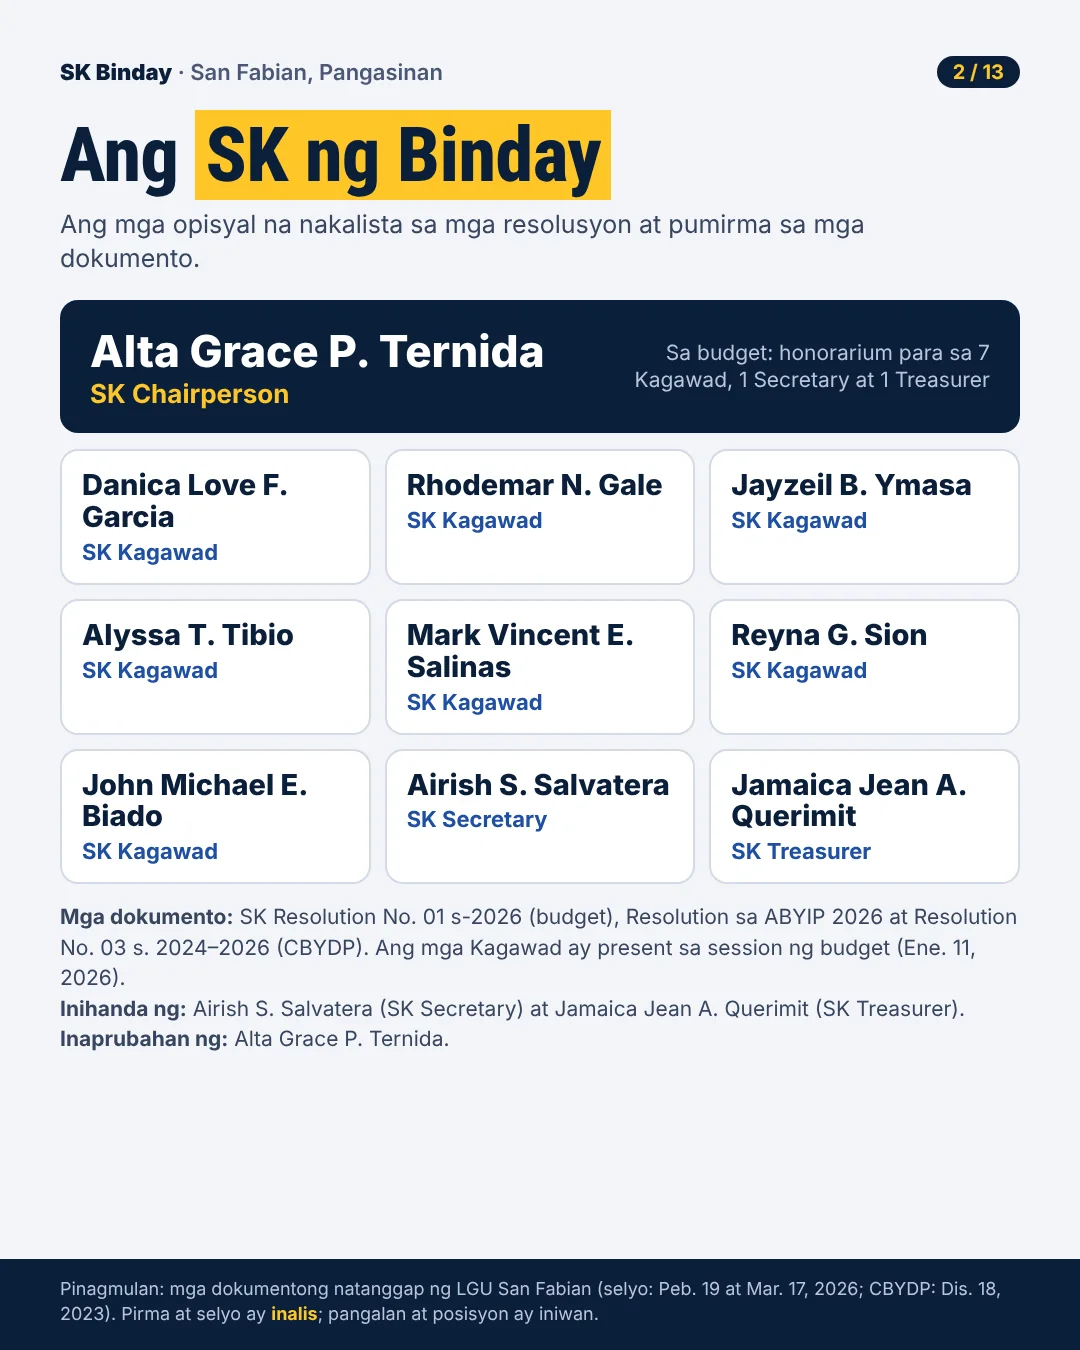 SK Binday · San Fabian, Pangasinan
2 / 13
Ang SK ng Binday
Ang mga opisyal na nakalista sa mga resolusyon at pumirma sa mga
dokumento.
Alta Grace P. Ternida
SK Chairperson
Sa budget: honorarium para sa 7
Kagawad, 1 Secretary at 1 Treasurer
Danica Love F.
Garcia
SK Kagawad
Rhodemar N. Gale
SK Kagawad
Jayzeil B. Ymasa
SK Kagawad
Alyssa T. Tibio
SK Kagawad
Mark Vincent E.
Salinas
SK Kagawad
Reyna G. Sion
SK Kagawad
John Michael E.
Biado
SK Kagawad
Airish S. Salvatera
SK Secretary
Jamaica Jean A.
Querimit
SK Treasurer
Mga dokumento: SK Resolution No. 01 s-2026 (budget), Resolution sa ABYIP 2026 at Resolution
No. 03 s. 2024–2026 (CBYDP). Ang mga Kagawad ay present sa session ng budget (Ene. 11,
2026).
Inihanda ng: Airish S. Salvatera (SK Secretary) at Jamaica Jean A. Querimit (SK Treasurer).
Inaprubahan ng: Alta Grace P. Ternida.
Pinagmulan: mga dokumentong natanggap ng LGU San Fabian (selyo: Peb. 19 at Mar. 17, 2026; CBYDP: Dis. 18,
2023). Pirma at selyo ay inalis; pangalan at posisyon ay iniwan.